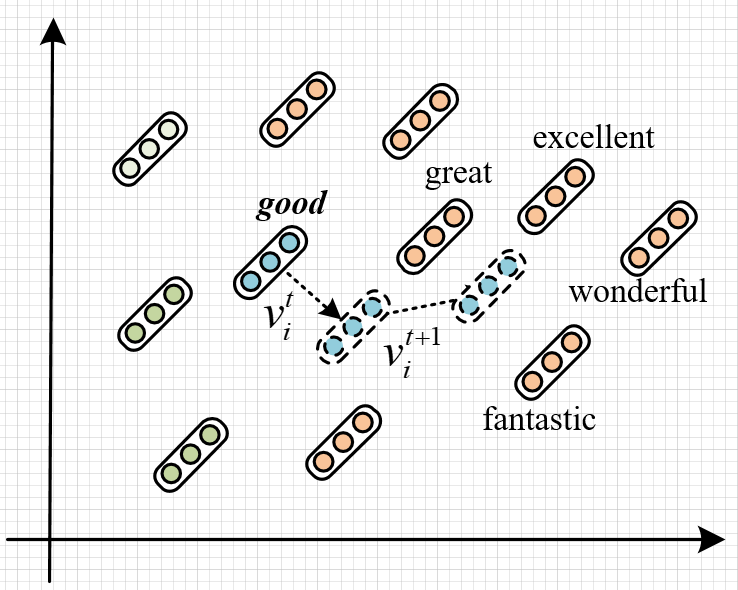 excellent
great
good
wonderful
v_i^t
v_i^{t+1}
fantastic